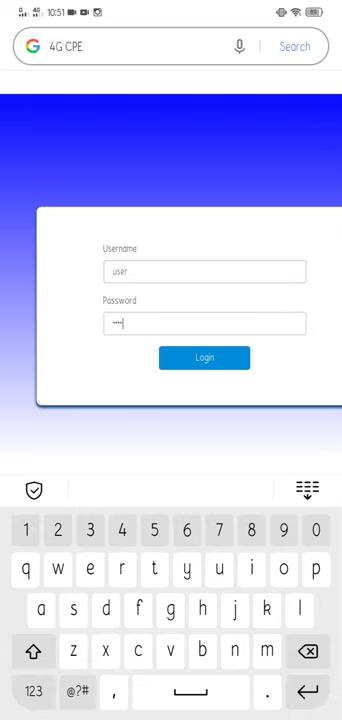 10:51
4G CPE Search
Username
user
Password
••••
Login
1 2 3 4 5 6 7 8 9 0
q w e r t y u i o p
a s d f g h j k l
z x c v b n m
123 @?# , .